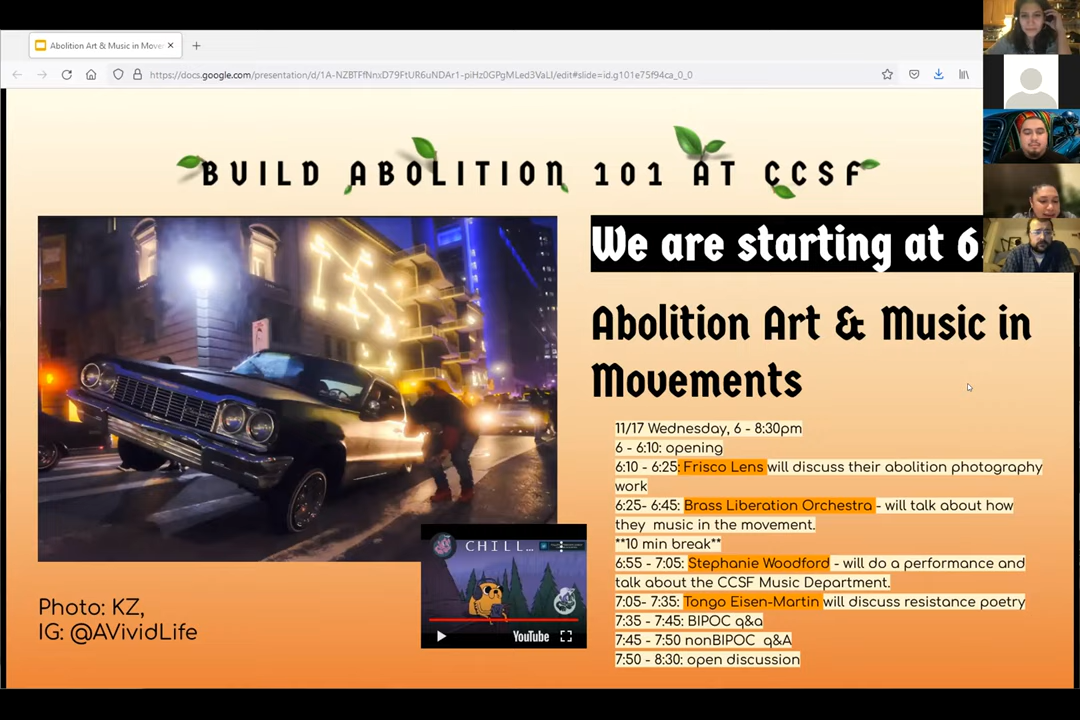 Abolition Art & Music in Move
https://docs.google.com/presentation/d/1A-NZBTFfNnxD79FtUR6uNDAr1-piHz0GPgMLed3VaLI/edit#slide=id.g101e75f94ca_0_0
BUILD ABOLITION 101 AT CCSF
We are starting at 6
Abolition Art & Music in
Movements
11/17 Wednesday, 6 - 8:30pm
6 - 6:10: opening
6:10 - 6:25: Frisco Lens will discuss their abolition photography
work
6:25- 6:45: Brass Liberation Orchestra - will talk about how
they music in the movement.
**10 min break**
6:55 - 7:05: Stephanie Woodford - will do a performance and
talk about the CCSF Music Department.
7:05- 7:35: Tongo Eisen-Martin will discuss resistance poetry
7:35 - 7:45: BIPOC q&a
7:45 - 7:50 nonBIPOC q&A
7:50 - 8:30: open discussion
CHILL...
YouTube
Photo: KZ,
IG: @AVividLife